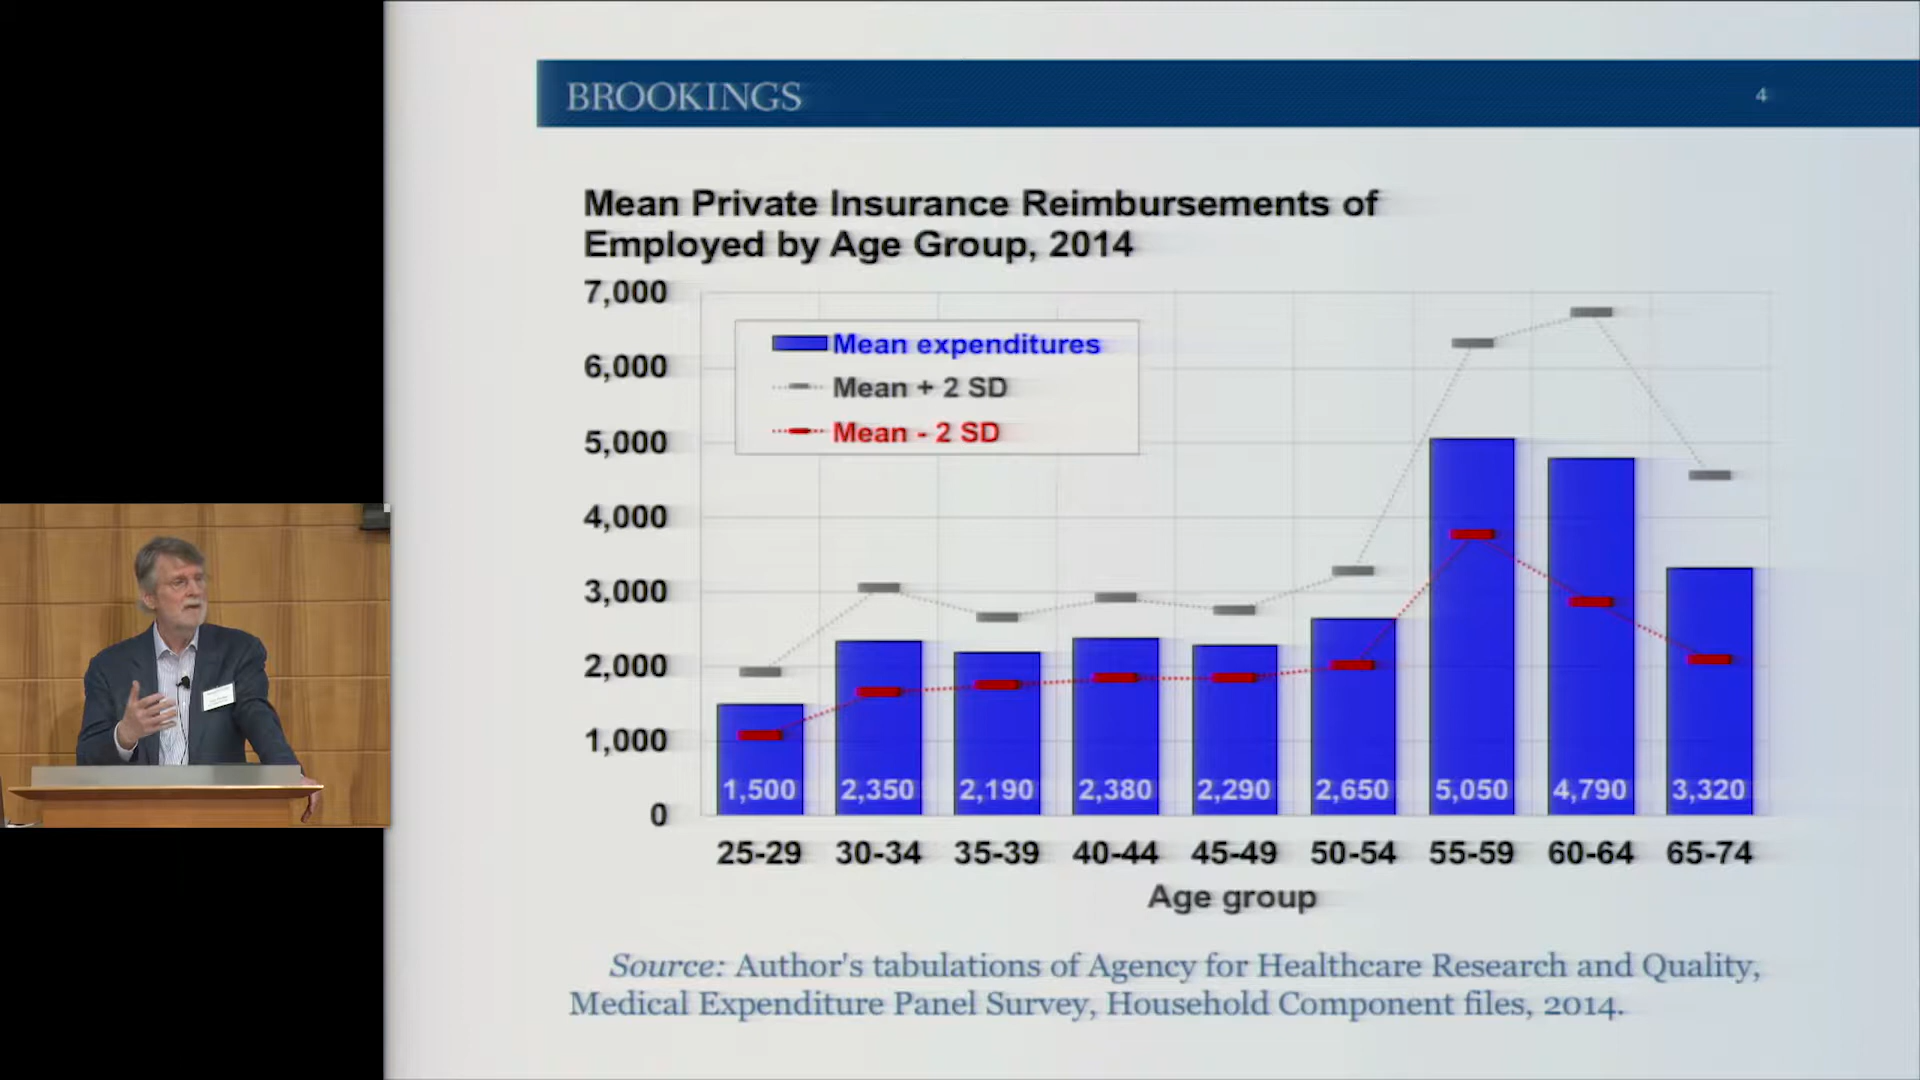 BROOKINGS
4
Mean Private Insurance Reimbursements of
Employed by Age Group, 2014
7,000
6,000
5,000
4,000
3,000
2,000
1,000
0
Mean expenditures
Mean + 2 SD
Mean - 2 SD
1,500 2,350 2,190 2,380 2,290 2,650 5,050 4,790 3,320
25-29 30-34 35-39 40-44 45-49 50-54 55-59 60-64 65-74
Age group
Source: Author's tabulations of Agency for Healthcare Research and Quality,
Medical Expenditure Panel Survey, Household Component files, 2014.